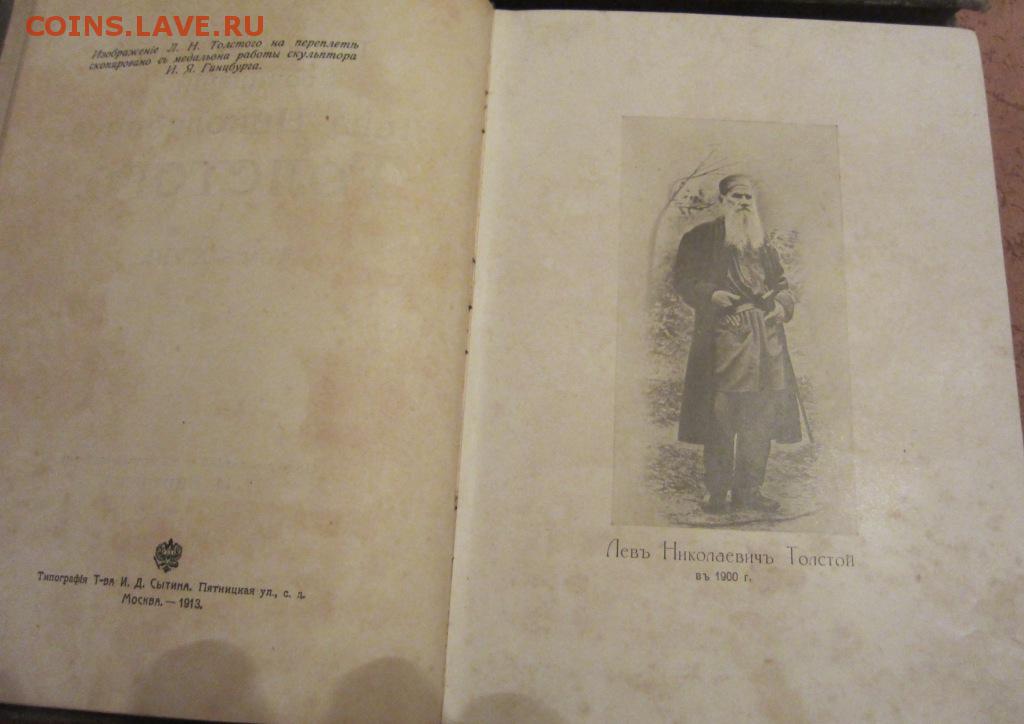 COINS.LAVE.RU
Изображеніе Л. Н. Толстого на переплетѣ
скопировано съ медальона работы скульптора
И. Я. Гинцбурга.
Типографія Т-ва И. Д. Сытина. Пятницкая ул., с. д.
Москва.—1913.
Левъ Николаевичъ Толстой
въ 1900 г.